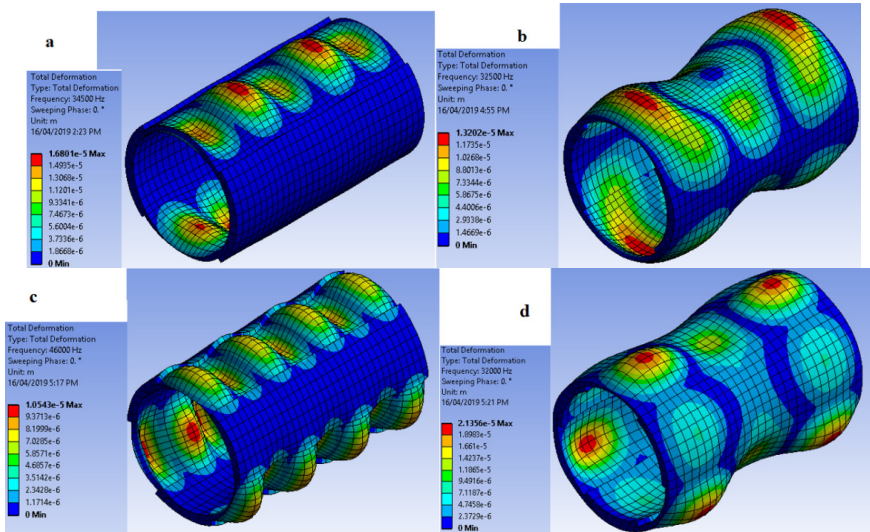 a
Total Deformation
Type: Total Deformation
Frequency: 34500 Hz
Sweeping Phase: 0. °
Unit: m
16/04/2019 2:23 PM
1.6801e-5 Max
1.4935e-5
1.3068e-5
1.1201e-5
9.3341e-6
7.4673e-6
5.6004e-6
3.7336e-6
1.8668e-6
0 Min
b
Total Deformation
Type: Total Deformation
Frequency: 32500 Hz
Sweeping Phase: 0. °
Unit: m
16/04/2019 4:55 PM
1.3202e-5 Max
1.1735e-5
1.0268e-5
8.8013e-6
7.3344e-6
5.8675e-6
4.4006e-6
2.9338e-6
1.4669e-6
0 Min
c
Total Deformation
Type: Total Deformation
Frequency: 46000 Hz
Sweeping Phase: 0. °
Unit: m
16/04/2019 5:17 PM
1.0543e-5 Max
9.3713e-6
8.1999e-6
7.0285e-6
5.8571e-6
4.6857e-6
3.5142e-6
2.3428e-6
1.1714e-6
0 Min
d
Total Deformation
Type: Total Deformation
Frequency: 32000 Hz
Sweeping Phase: 0. °
Unit: m
16/04/2019 5:21 PM
2.1356e-5 Max
1.8983e-5
1.661e-5
1.4237e-5
1.1865e-5
9.4916e-6
7.1187e-6
4.7458e-6
2.3729e-6
0 Min